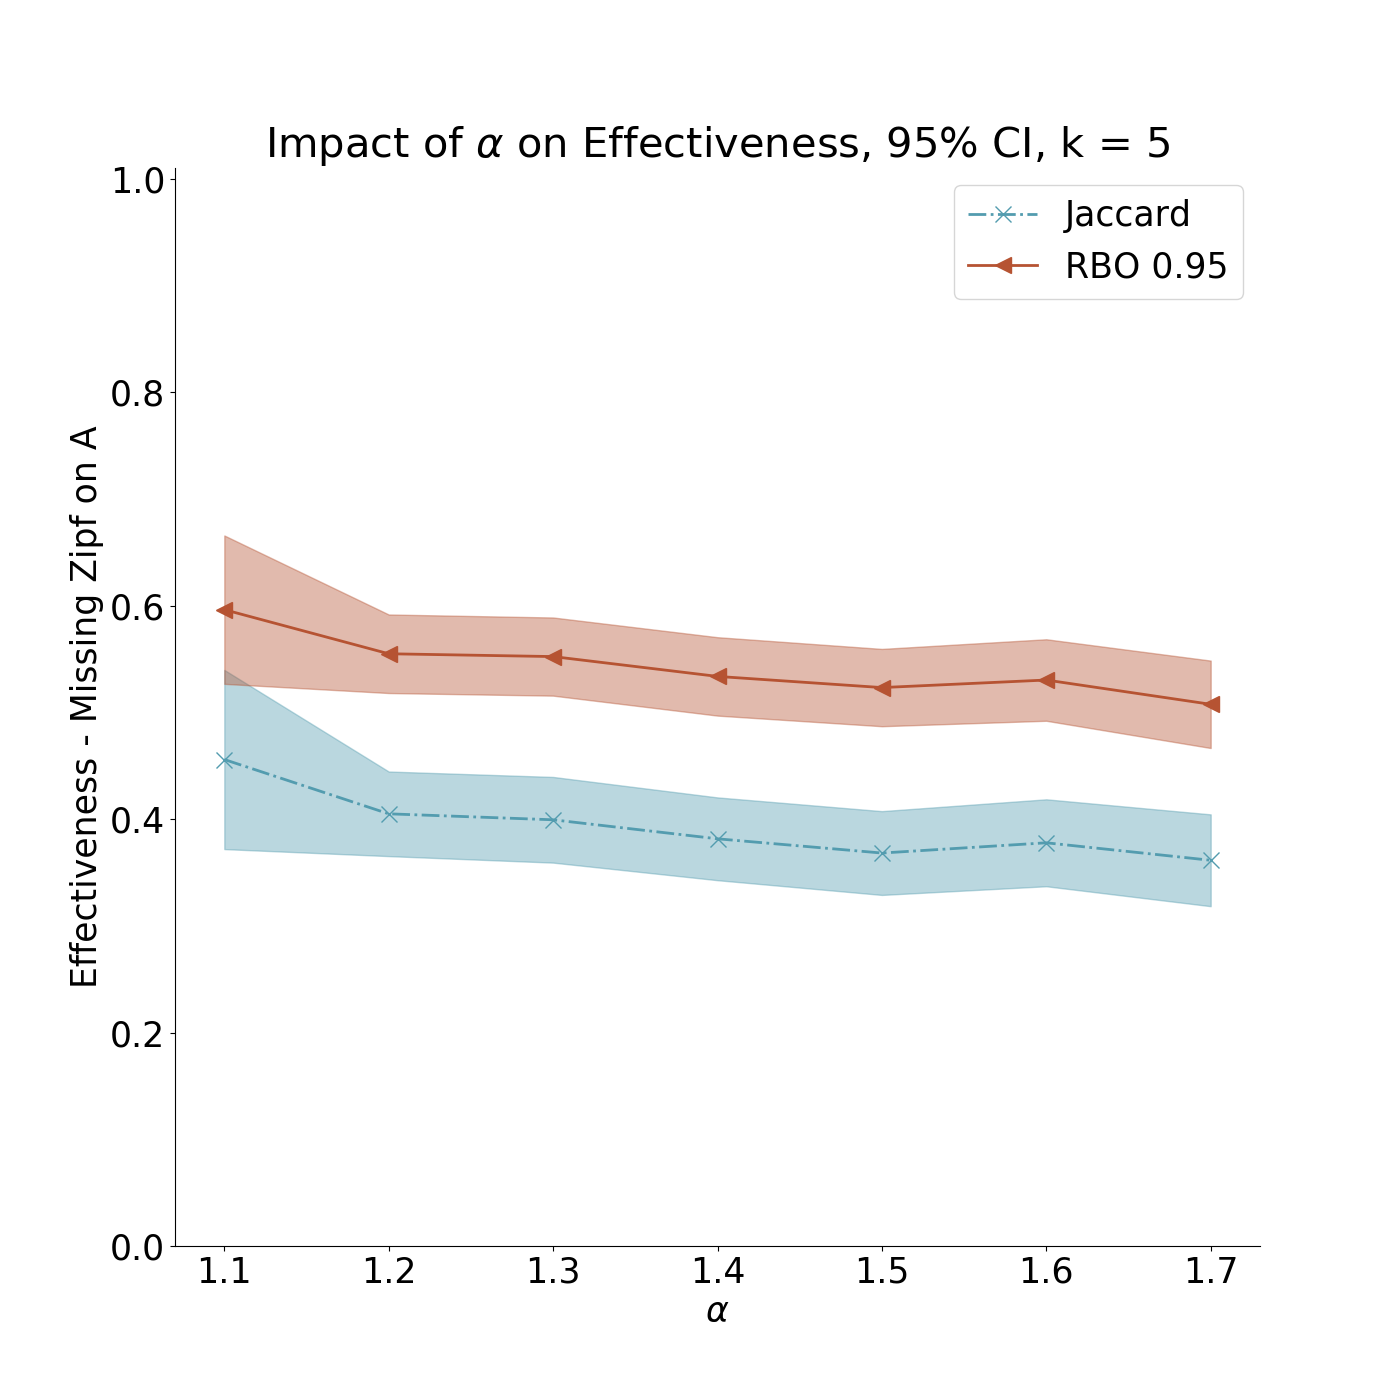 Impact of α on Effectiveness, 95% CI, k = 5
Jaccard
RBO 0.95
Effectiveness - Misssing Zipf on A
1.0
0.8
0.6
0.4
0.2
0.0
1.1 1.2 1.3 1.4 1.5 1.6 1.7
α